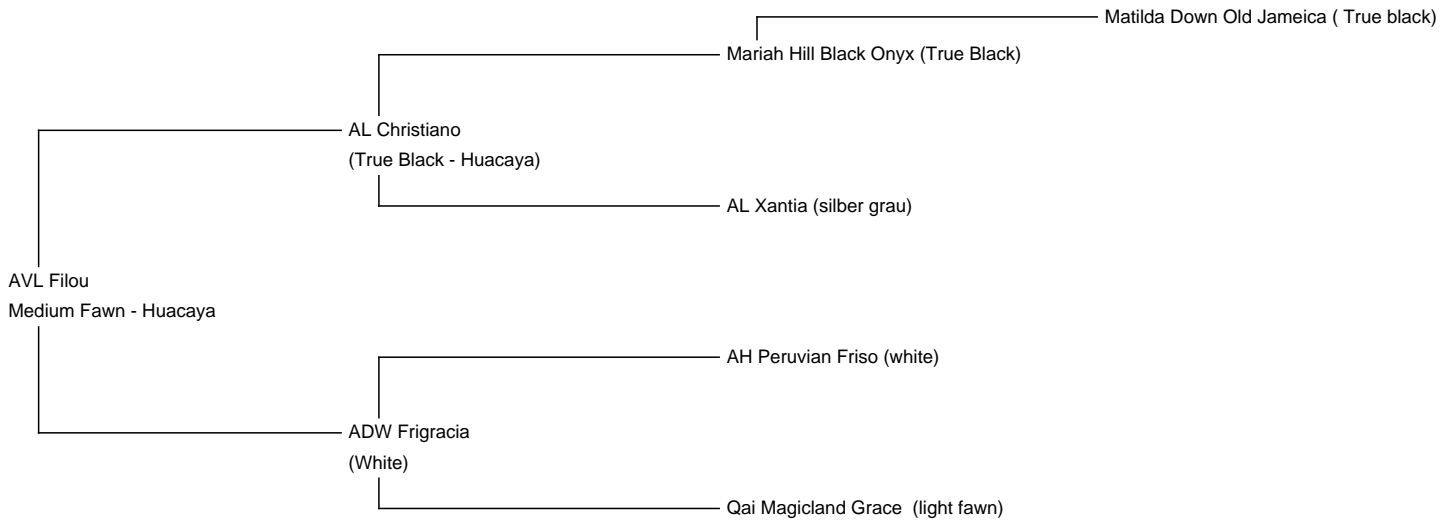 Matilda Down Old Jameica ( True black)
Mariah Hill Black Onyx (True Black)
AL Christiano
(True Black - Huacaya)
AL Xantia (silber grau)
AVL Filou
Medium Fawn - Huacaya
AH Peruvian Friso (white)
ADW Frigracia
(White)
Qai Magicland Grace  (light fawn)